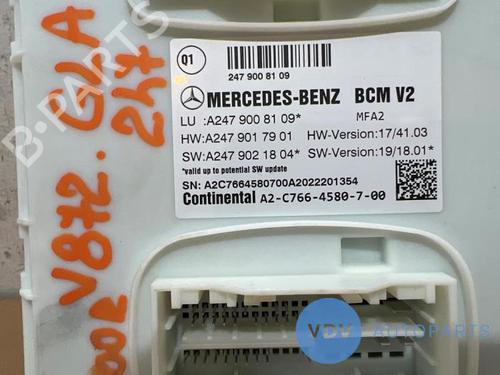 Q1
247 900 81 09
MERCEDES-BENZ BCM V2
LU :A247 900 81 09* MFA2
HW:A247 901 79 01 HW-Version:17/41.03
SW:A247 902 18 04* SW-Version:19/18.01*
*valid up to potential SW update
SN: A2C7664580700A2022201354
Continental A2-C766-4580-7-00
V872. GLA
247
VDV AUTOPARTS
B-PARTS